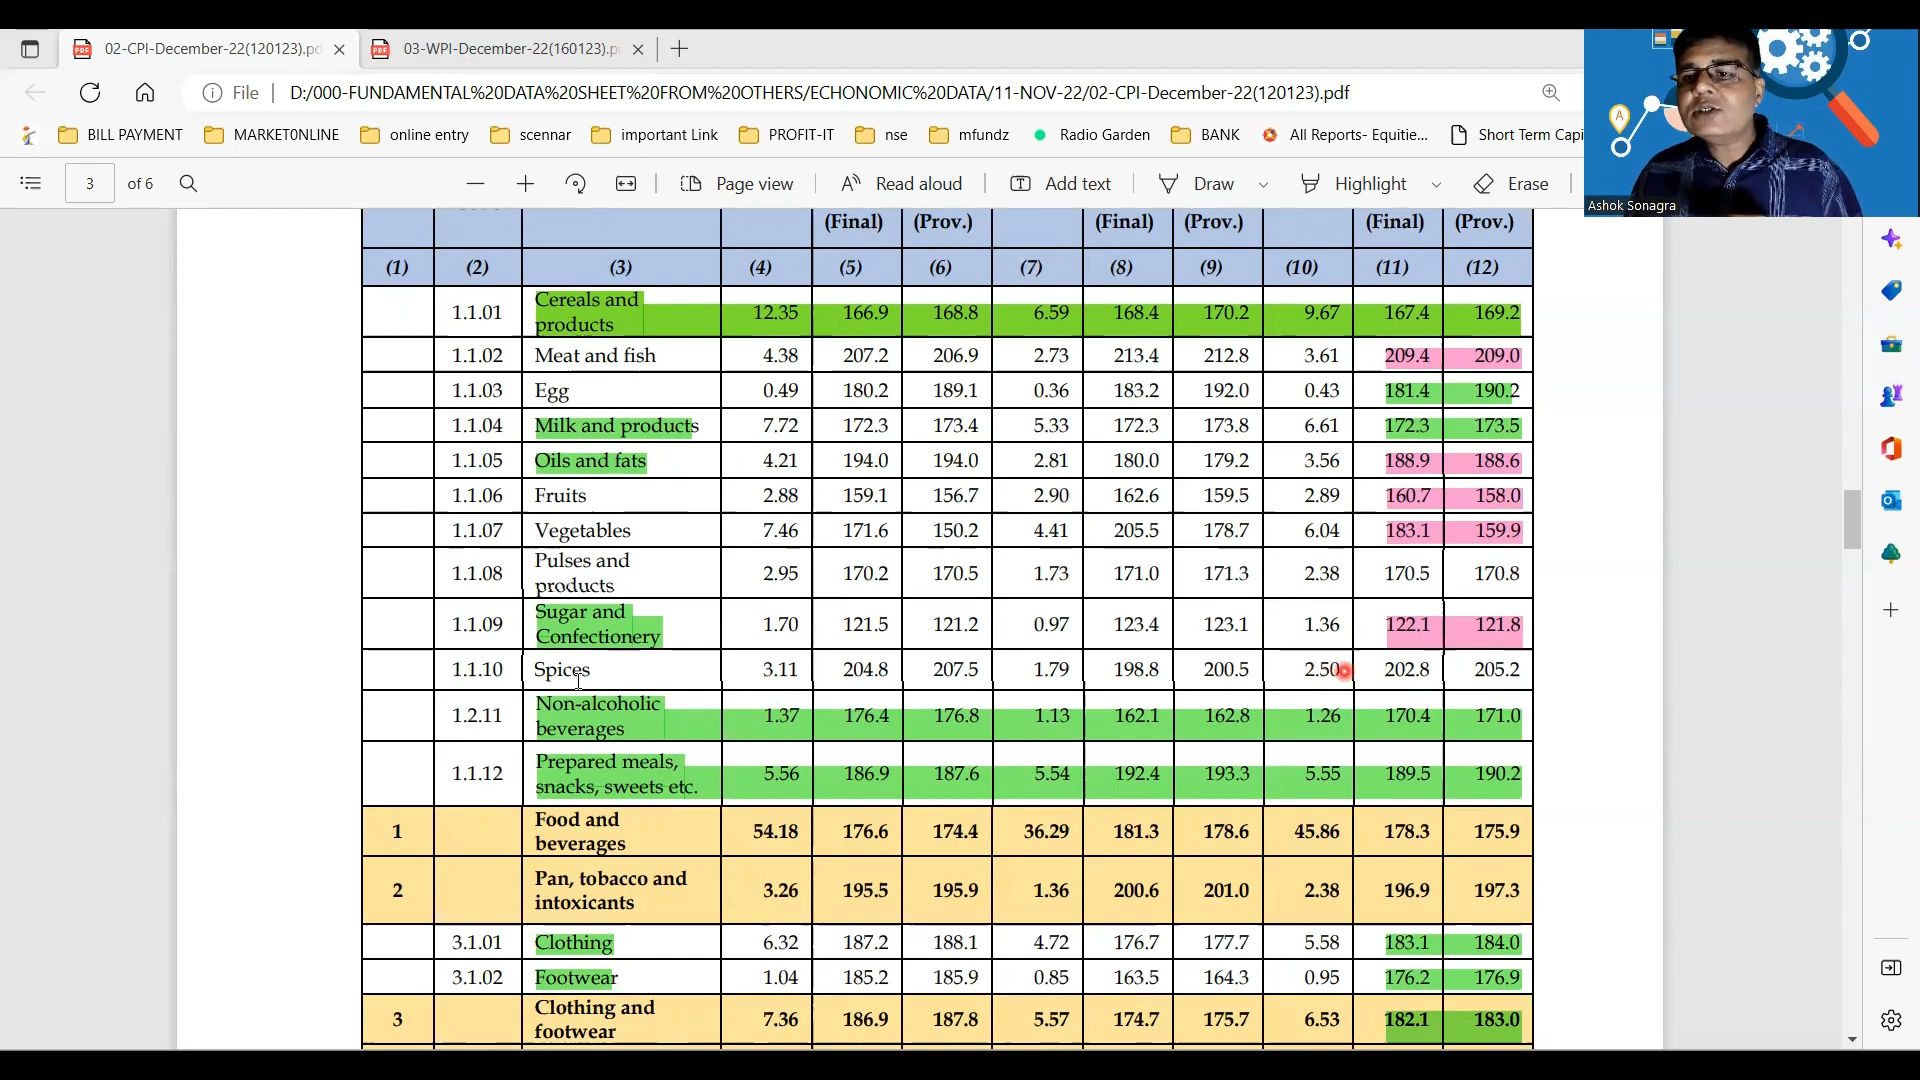 02-CPI-December-22(120123).pd
03-WPI-December-22(160123).p
3 of 6
File D:/000-FUNDAMENTAL%20DATA%20SHEET%20FROM%20OTHERS/ECHONOMIC%20DATA/11-NOV-22/02-CPI-December-22(120123).pdf
BILL PAYMENT MARKET0NLINE online entry scennar important Link PROFIT-IT nse mfundz Radio Garden BANK All Reports- Equitie... Short Term Capi
Page view Read aloud Add text Draw Highlight Erase
A
Ashok Sonagra
(Final) (Prov.) (Final) (Prov.) (Final) (Prov.)
(1) (2) (3) (4) (5) (6) (7) (8) (9) (10) (11) (12)
1.1.01 Cereals and products 12.35 166.9 168.8 6.59 168.4 170.2 9.67 167.4 169.2
1.1.02 Meat and fish 4.38 207.2 206.9 2.73 213.4 212.8 3.61 209.4 209.0
1.1.03 Egg 0.49 180.2 189.1 0.36 183.2 192.0 0.43 181.4 190.2
1.1.04 Milk and products 7.72 172.3 173.4 5.33 172.3 173.8 6.61 172.3 173.5
1.1.05 Oils and fats 4.21 194.0 194.0 2.81 180.0 179.2 3.56 188.9 188.6
1.1.06 Fruits 2.88 159.1 156.7 2.90 162.6 159.5 2.89 160.7 158.0
1.1.07 Vegetables 7.46 171.6 150.2 4.41 205.5 178.7 6.04 183.1 159.9
1.1.08 Pulses and products 2.95 170.2 170.5 1.73 171.0 171.3 2.38 170.5 170.8
1.1.09 Sugar and Confectionery 1.70 121.5 121.2 0.97 123.4 123.1 1.36 122.1 121.8
1.1.10 Spices 3.11 204.8 207.5 1.79 198.8 200.5 2.50 202.8 205.2
1.2.11 Non-alcoholic beverages 1.37 176.4 176.8 1.13 162.1 162.8 1.26 170.4 171.0
1.1.12 Prepared meals, snacks, sweets etc. 5.56 186.9 187.6 5.54 192.4 193.3 5.55 189.5 190.2
1 Food and beverages 54.18 176.6 174.4 36.29 181.3 178.6 45.86 178.3 175.9
2 Pan, tobacco and intoxicants 3.26 195.5 195.9 1.36 200.6 201.0 2.38 196.9 197.3
3.1.01 Clothing 6.32 187.2 188.1 4.72 176.7 177.7 5.58 183.1 184.0
3.1.02 Footwear 1.04 185.2 185.9 0.85 163.5 164.3 0.95 176.2 176.9
3 Clothing and footwear 7.36 186.9 187.8 5.57 174.7 175.7 6.53 182.1 183.0